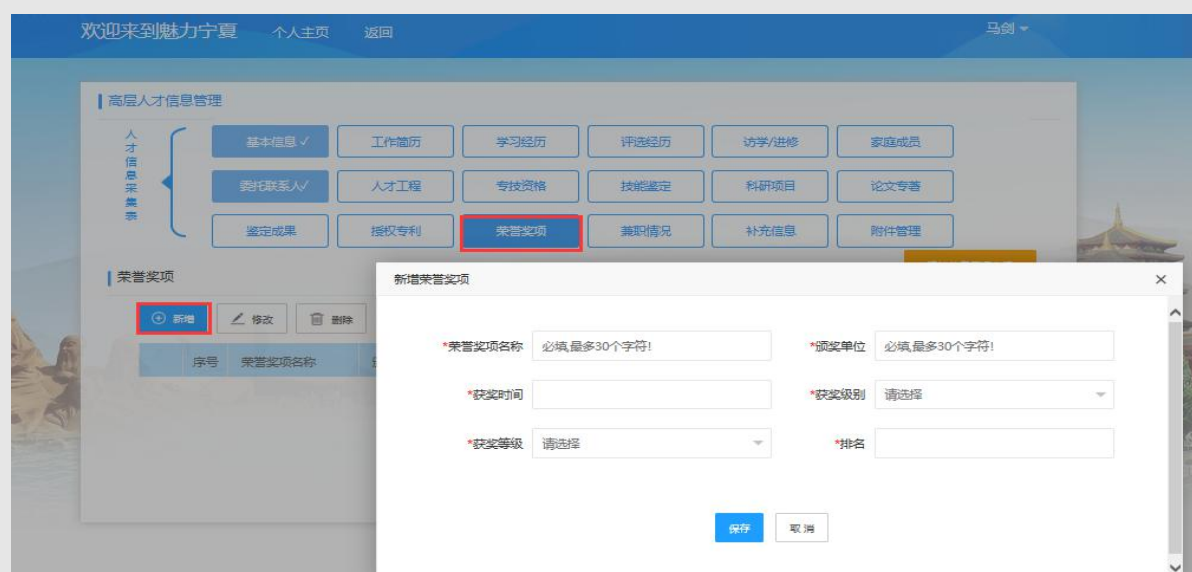 欢迎来到魅力宁夏 个人主页 返回 马剑
高层人才信息管理
人才信息采集表
基本信息✓ 工作简历 学习经历 评选经历 访学/进修 家庭成员
委托联系人✓ 人才工程 专技资格 技能鉴定 科研项目 论文专著
鉴定成果 授权专利 荣誉奖项 兼职情况 补充信息 附件管理
荣誉奖项
新增 修改 删除
序号 荣誉奖项名称
新增荣誉奖项 ×
*荣誉奖项名称 必填,最多30个字符! *颁奖单位 必填,最多30个字符!
*获奖时间 *获奖级别 请选择
*获奖等级 请选择 *排名
保存 取消